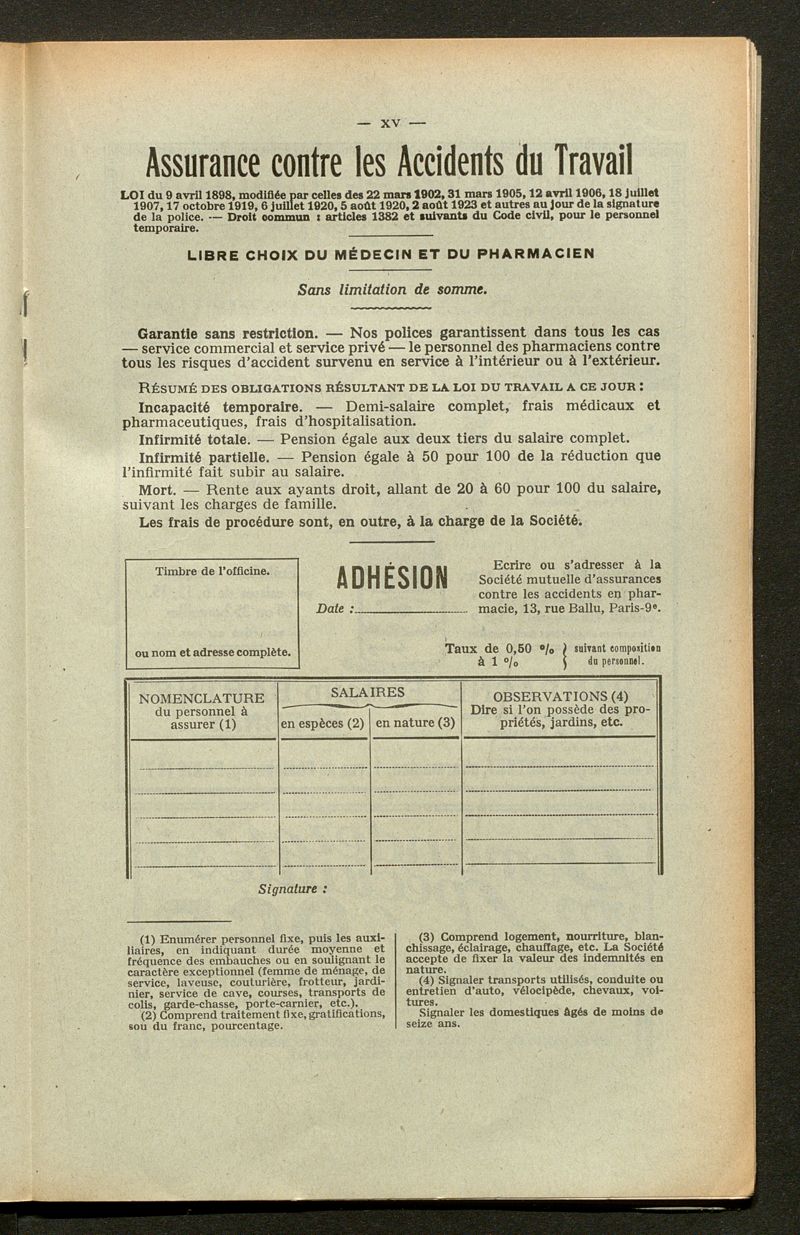 — XV —
Assurance contre les Accidents du Travail
LOI du 9 avril 1898, modifiée par celles des 22 mars 1902, 31 mars 1905, 12 avril 1906, 18 juillet
1907, 17 octobre 1919, 6 juillet 1920, 5 août 1920, 2 août 1923 et autres au jour de la signature
de la police. — Droit commun : articles 1382 et suivants du Code civil, pour le personnel
temporaire.
LIBRE CHOIX DU MÉDECIN ET DU PHARMACIEN
Sans limitation de somme.
Garantie sans restriction. — Nos polices garantissent dans tous les cas
— service commercial et service privé — le personnel des pharmaciens contre
tous les risques d'accident survenu en service à l'intérieur ou à l'extérieur.
RÉSUMÉ DES OBLIGATIONS RÉSULTANT DE LA LOI DU TRAVAIL A CE JOUR :
Incapacité temporaire. — Demi-salaire complet, frais médicaux et
pharmaceutiques, frais d'hospitalisation.
Infirmité totale. — Pension égale aux deux tiers du salaire complet.
Infirmité partielle. — Pension égale à 50 pour 100 de la réduction que
l'infirmité fait subir au salaire.
Mort. — Rente aux ayants droit, allant de 20 à 60 pour 100 du salaire,
suivant les charges de famille.
Les frais de procédure sont, en outre, à la charge de la Société.
Timbre de l'officine.
ou nom et adresse complète.
ADHÉSION
Date :
Ecrire ou s'adresser à la
Société mutuelle d'assurances
contre les accidents en phar-
macie, 13, rue Ballu, Paris-9e.
Taux de 0,50 % } suivant composition
à 1 % } du personnel.
NOMENCLATURE
du personnel à
assurer (1)
SALAIRES
en espèces (2)
en nature (3)
OBSERVATIONS (4)
Dire si l'on possède des pro-
priétés, jardins, etc.
Signature :
(1) Enumérer personnel fixe, puis les auxi-
liaires, en indiquant durée moyenne et
fréquence des embauches ou en soulignant le
caractère exceptionnel (femme de ménage, de
service, laveuse, couturière, frotteur, jardi-
nier, service de cave, courses, transports de
colis, garde-chasse, porte-carnier, etc.).
(2) Comprend traitement fixe, gratifications,
sou du franc, pourcentage.
(3) Comprend logement, nourriture, blan-
chissage, éclairage, chauffage, etc. La Société
accepte de fixer la valeur des indemnités en
nature.
(4) Signaler transports utilisés, conduite ou
entretien d'auto, vélocipède, chevaux, voi-
tures.
Signaler les domestiques âgés de moins de
seize ans.